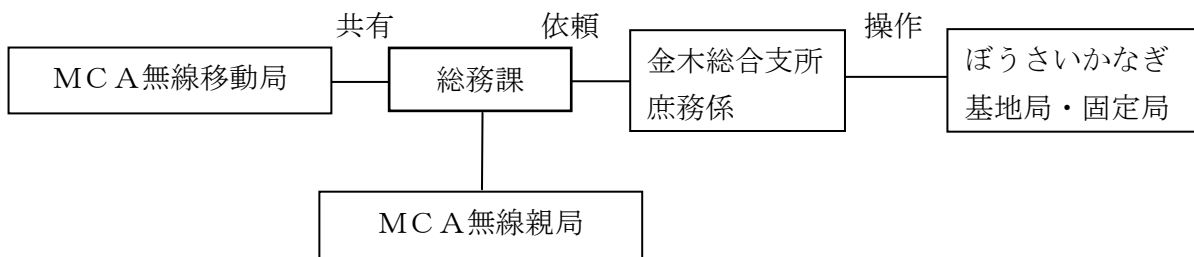 共有
依頼
操作
ＭＣＡ無線移動局
総務課
金木総合支所
庶務係
ぼうさいかなぎ
基地局・固定局
ＭＣＡ無線親局